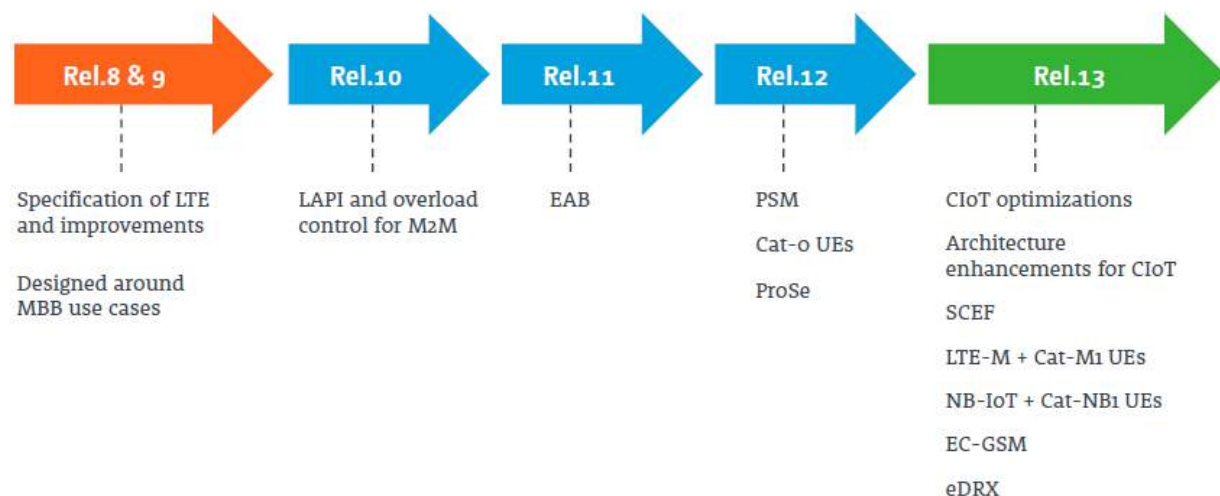 Rel.8 & 9
Rel.10
Rel.11
Rel.12
Rel.13
Specification of LTE
and improvements
Designed around
MBB use cases
LAPI and overload
control for M2M
EAB
PSM
Cat-0 UEs
ProSe
CIoT optimizations
Architecture
enhancements for CIoT
SCEF
LTE-M + Cat-M1 UEs
NB-IoT + Cat-NB1 UEs
EC-GSM
eDRX